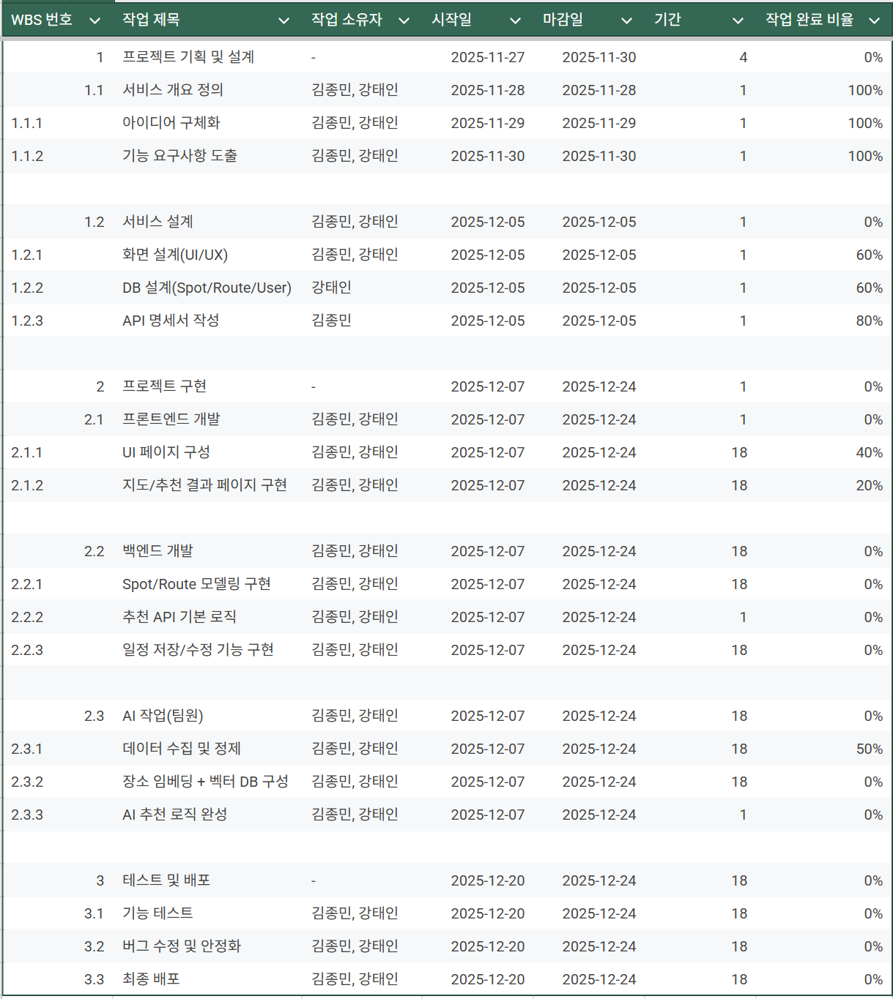 WBS 번호 작업 제목 작업 소유자 시작일 마감일 기간 작업 완료 비율
1 프로젝트 기획 및 설계 - 2025-11-27 2025-11-30 4 0%
1.1 서비스 개요 정의 김종민, 강태인 2025-11-28 2025-11-28 1 100%
1.1.1 아이디어 구체화 김종민, 강태인 2025-11-29 2025-11-29 1 100%
1.1.2 기능 요구사항 도출 김종민, 강태인 2025-11-30 2025-11-30 1 100%
1.2 서비스 설계 김종민, 강태인 2025-12-05 2025-12-05 1 0%
1.2.1 화면 설계(UI/UX) 김종민, 강태인 2025-12-05 2025-12-05 1 60%
1.2.2 DB 설계(Spot/Route/User) 강태인 2025-12-05 2025-12-05 1 60%
1.2.3 API 명세서 작성 김종민 2025-12-05 2025-12-05 1 80%
2 프로젝트 구현 - 2025-12-07 2025-12-24 1 0%
2.1 프론트엔드 개발 김종민, 강태인 2025-12-07 2025-12-24 1 0%
2.1.1 UI 페이지 구성 김종민, 강태인 2025-12-07 2025-12-24 18 40%
2.1.2 지도/추천 결과 페이지 구현 김종민, 강태인 2025-12-07 2025-12-24 18 20%
2.2 백엔드 개발 김종민, 강태인 2025-12-07 2025-12-24 18 0%
2.2.1 Spot/Route 모델링 구현 김종민, 강태인 2025-12-07 2025-12-24 18 0%
2.2.2 추천 API 기본 로직 김종민, 강태인 2025-12-07 2025-12-24 1 0%
2.2.3 일정 저장/수정 기능 구현 김종민, 강태인 2025-12-07 2025-12-24 18 0%
2.3 AI 작업(팀원) 김종민, 강태인 2025-12-07 2025-12-24 18 0%
2.3.1 데이터 수집 및 정제 김종민, 강태인 2025-12-07 2025-12-24 18 50%
2.3.2 장소 임베딩 + 벡터 DB 구성 김종민, 강태인 2025-12-07 2025-12-24 18 0%
2.3.3 AI 추천 로직 완성 김종민, 강태인 2025-12-07 2025-12-24 1 0%
3 테스트 및 배포 - 2025-12-20 2025-12-24 18 0%
3.1 기능 테스트 김종민, 강태인 2025-12-20 2025-12-24 18 0%
3.2 버그 수정 및 안정화 김종민, 강태인 2025-12-20 2025-12-24 18 0%
3.3 최종 배포 김종민, 강태인 2025-12-20 2025-12-24 18 0%